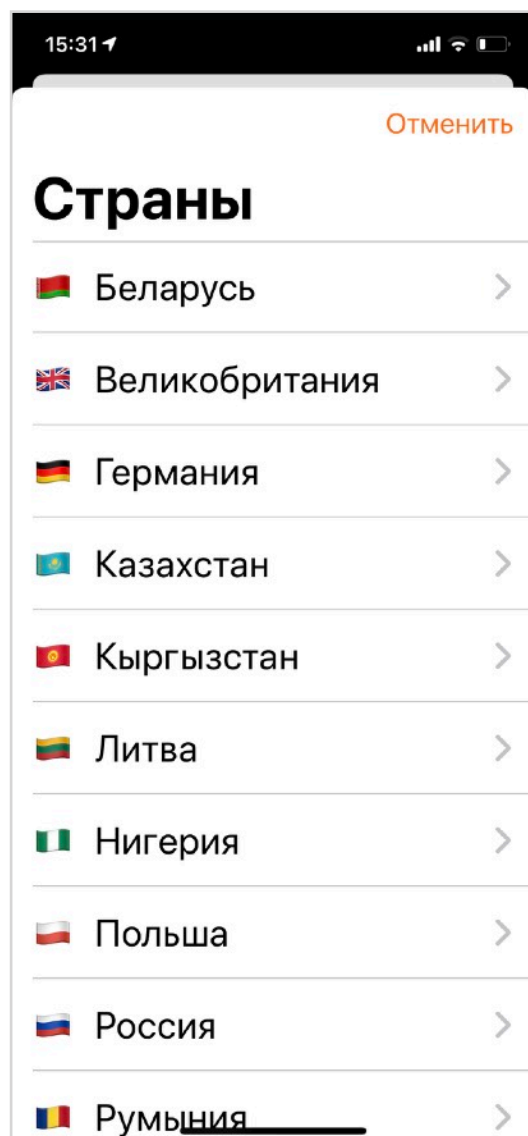 15:31
Отменить
Страны
Беларусь
Великобритания
Германия
Казахстан
Кыргызстан
Литва
Нигерия
Польша
Россия
Румыния